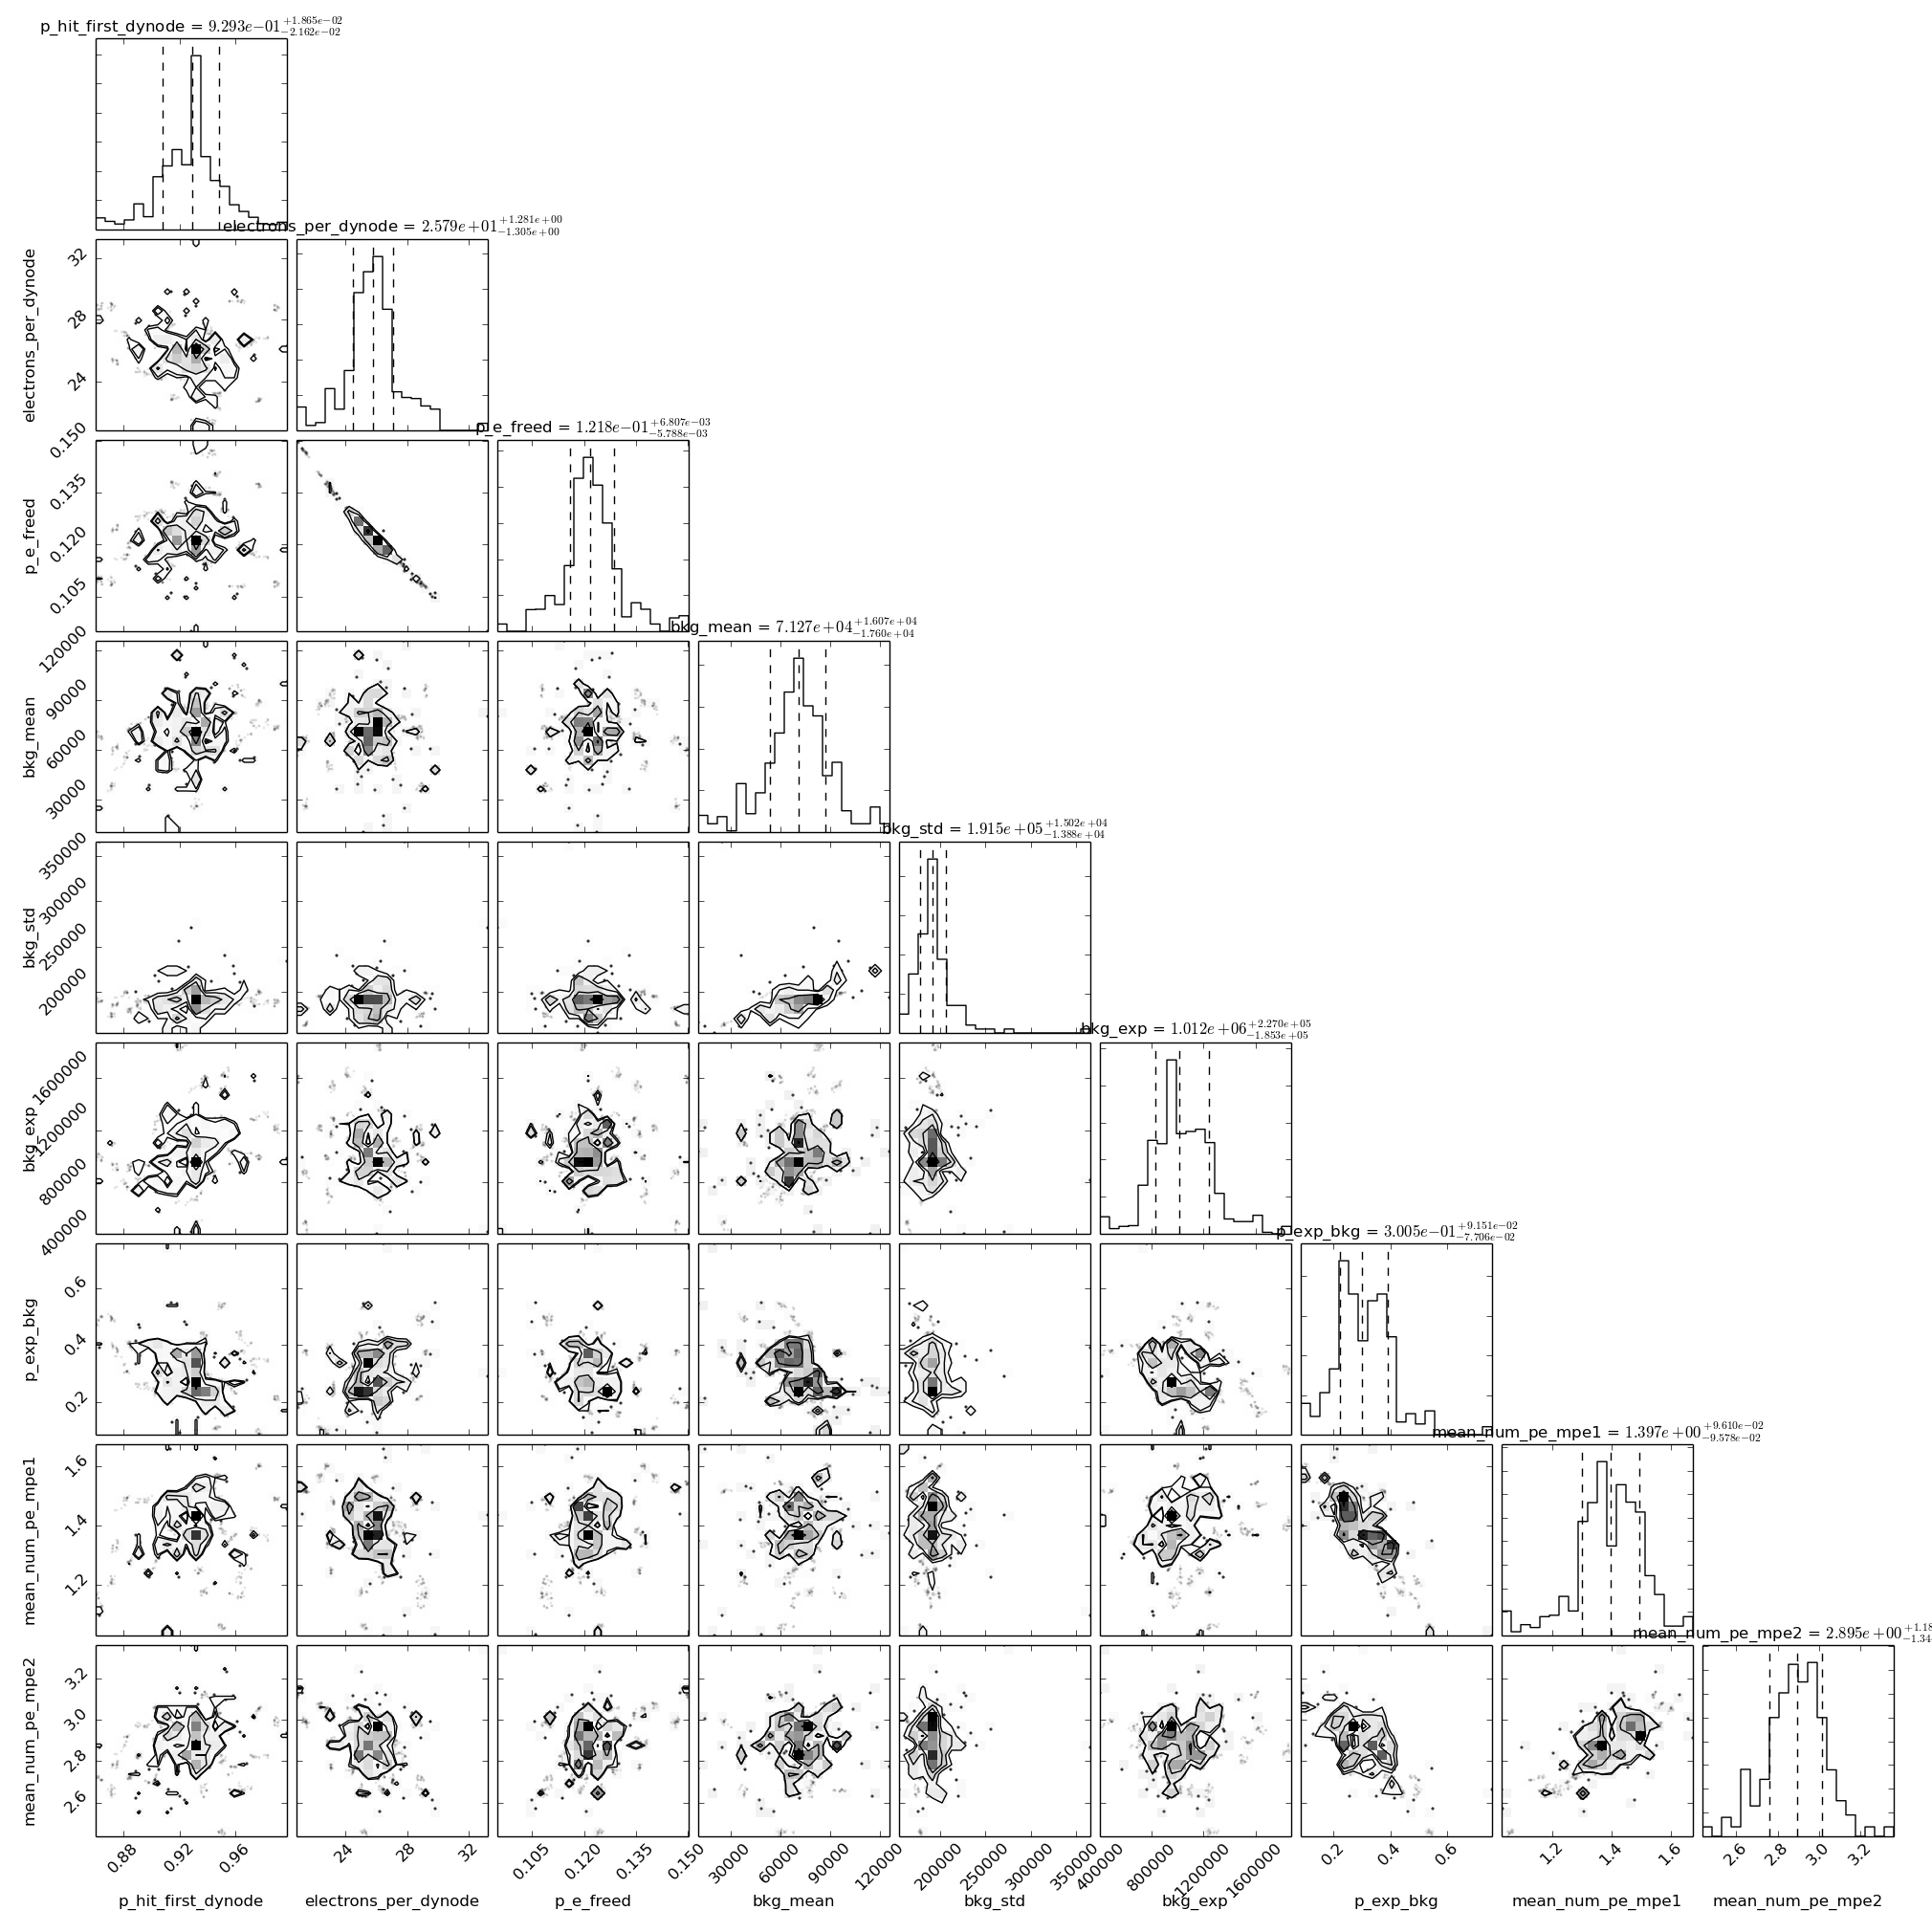 p_hit_first_dynode = 9.293e−01 +1.865e−02 −2.162e−02
electrons_per_dynode = 2.579e+01 +1.281e+00 −1.305e+00
32
28
24
electrons_per_dynode
p_e_freed = 1.218e−01 +6.807e−03 −5.788e−03
0.150
0.135
0.120
0.105
p_e_freed
bkg_mean = 7.127e+04 +1.607e+04 −1.760e+04
120000
90000
60000
30000
bkg_mean
bkg_std = 1.915e+05 +1.502e+04 −1.388e+04
350000
300000
250000
200000
bkg_std
bkg_exp = 1.012e+06 +2.270e+05 −1.853e+05
1600000
1200000
800000
400000
bkg_exp
p_exp_bkg = 3.005e−01 +9.151e−02 −7.706e−02
0.6
0.4
0.2
p_exp_bkg
mean_num_pe_mpe1 = 1.397e+00 +9.610e−02 −9.578e−02
1.6
1.4
1.2
mean_num_pe_mpe1
mean_num_pe_mpe2 = 2.895e+00 +1.18 −1.34
3.2
3.0
2.8
2.6
mean_num_pe_mpe2
0.88 0.92 0.96 24 28 32 0.105 0.120 0.135 0.150 30000 60000 90000 120000 200000 250000 300000 350000 400000 800000 1200000 1600000 0.2 0.4 0.6 1.2 1.4 1.6 2.6 2.8 3.0 3.2
p_hit_first_dynode electrons_per_dynode p_e_freed bkg_mean bkg_std bkg_exp p_exp_bkg mean_num_pe_mpe1 mean_num_pe_mpe2